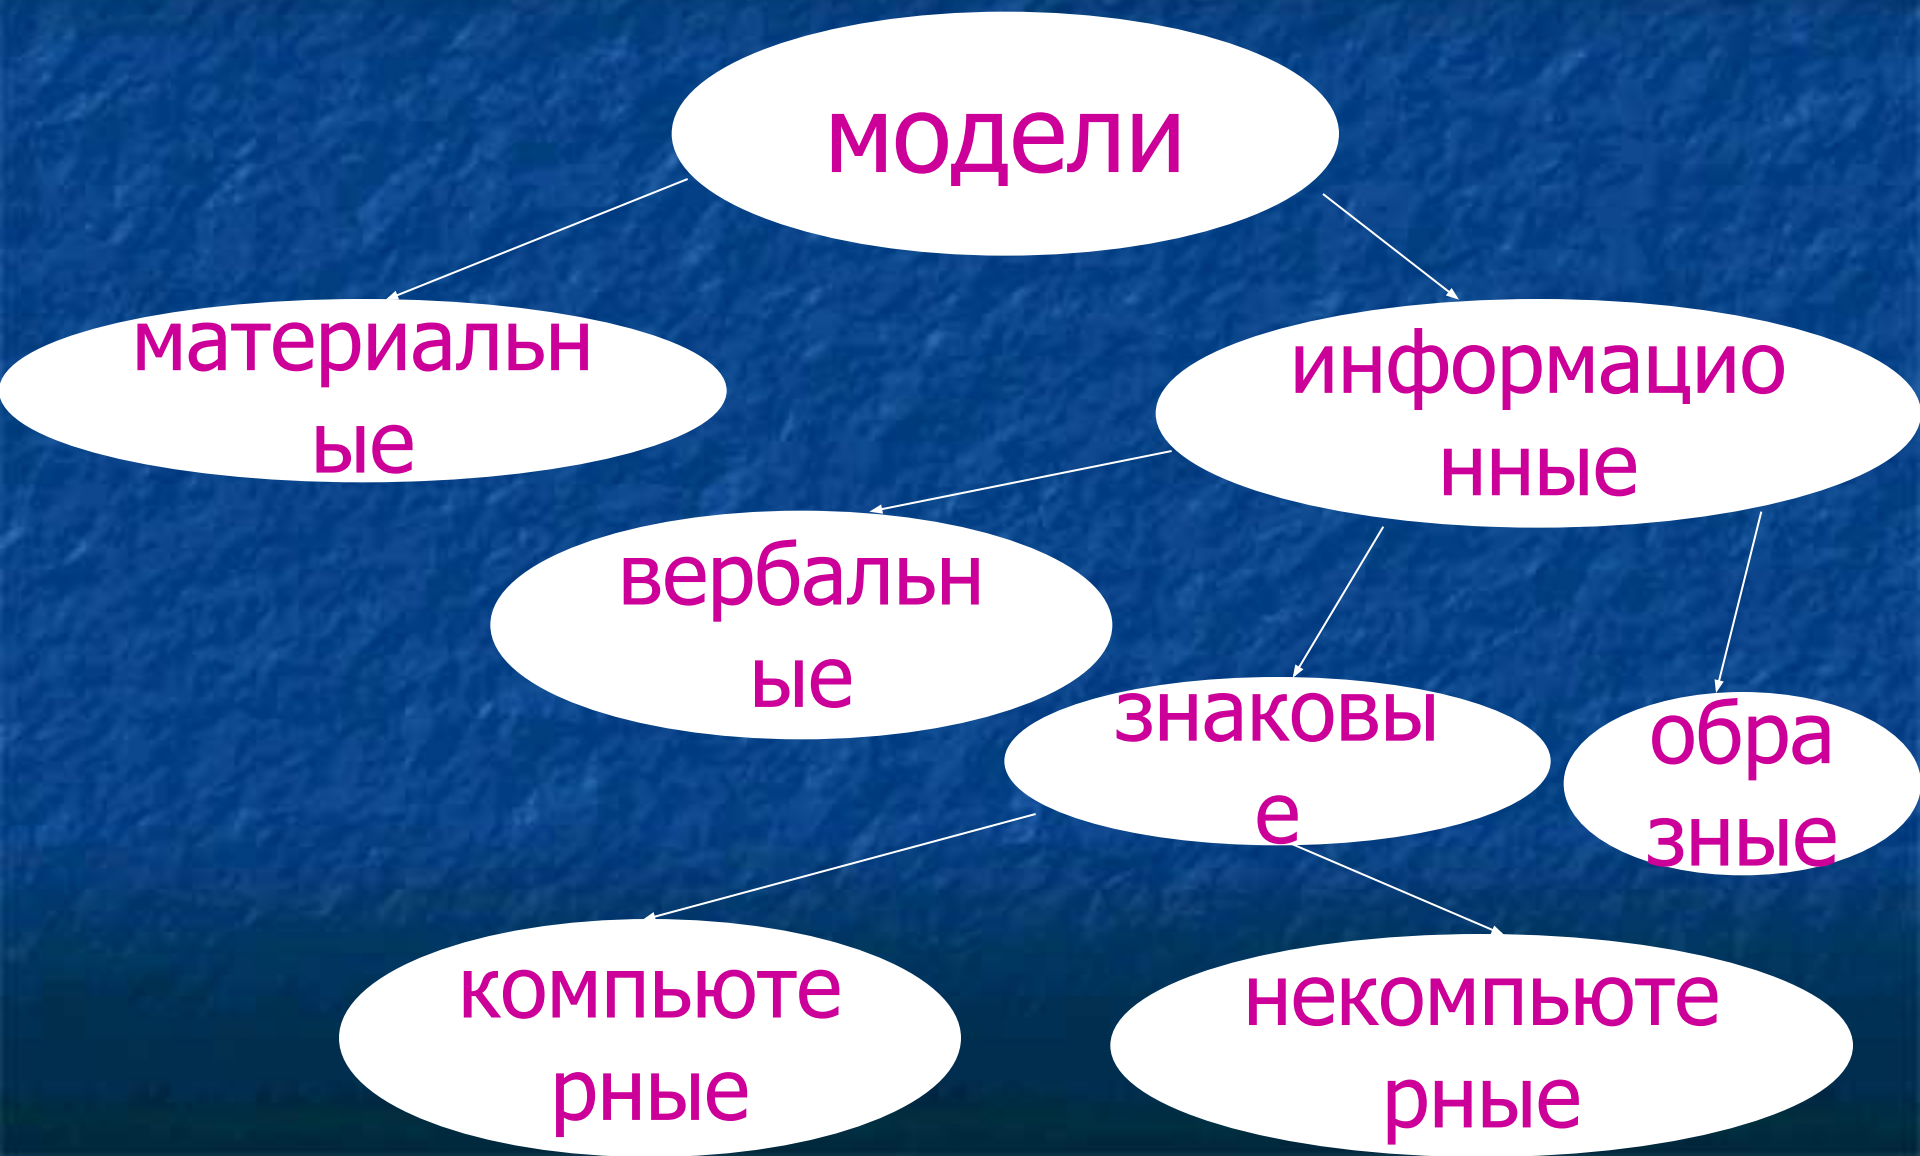 модели
материальн
ые
информацио
нные
вербальн
ые
знаковы
е
обра
зные
компьюте
рные
некомпьюте
рные